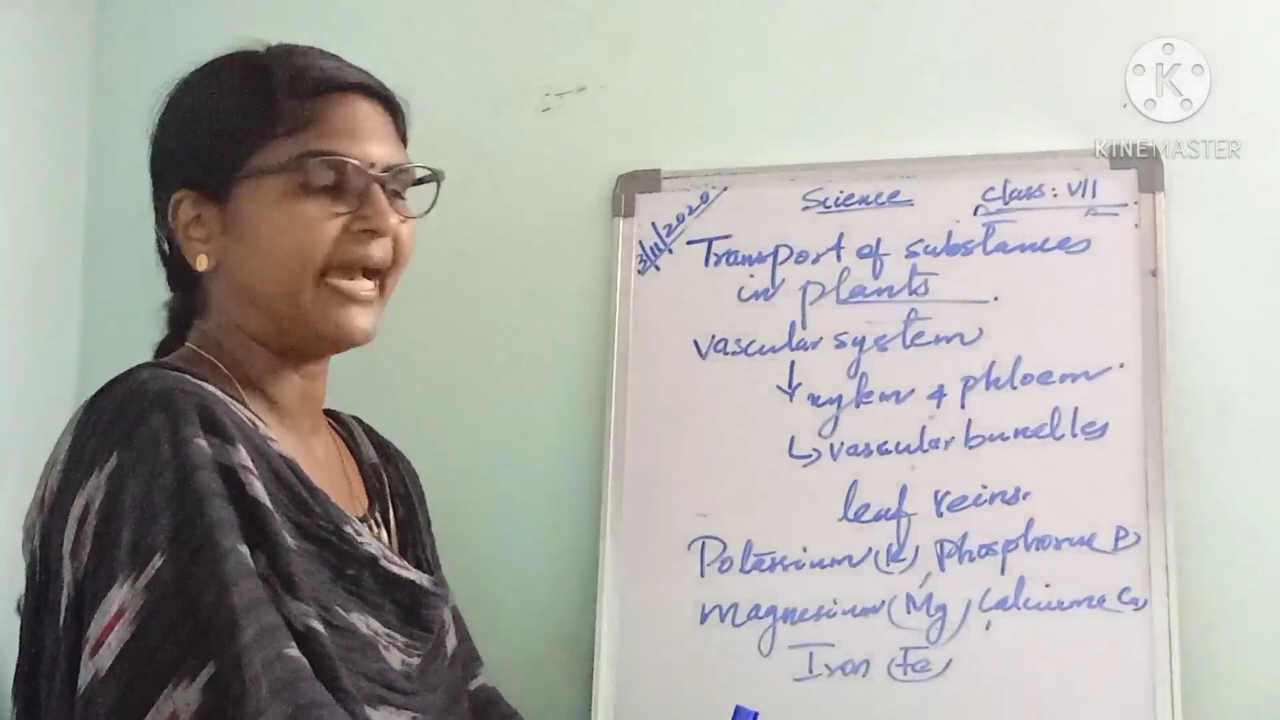 K
KINEMASTER
3/11/2020
Science
Class: VII
Transport of substances
in plants.
vascular system
↓ xylem & phloem.
↳ vascular bundles
leaf veins.
Potassium (K), phosphorus P)
Magnesium (Mg), Calcium Ca)
Iron (Fe)